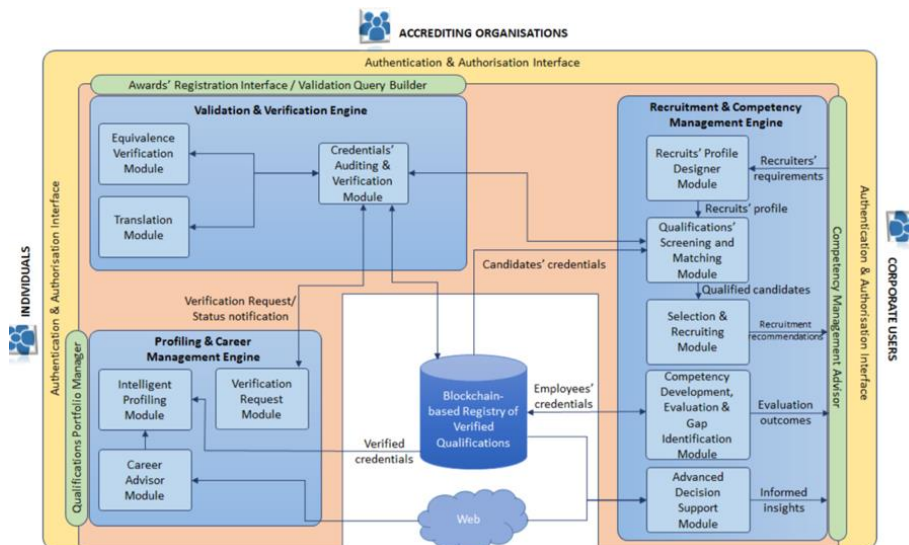 ACCREDITING ORGANISATIONS
Authentication & Authorisation Interface
Awards' Registration Interface / Validation Query Builder
Validation & Verification Engine
Equivalence
Verification
Module
Translation
Module
Credentials'
Auditing &
Verification
Module
Recruitment & Competency
Management Engine
Recruits' Profile
Designer
Module
Recruiters'
requirements
Recruits' profile
Qualifications'
Screening and
Matching
Module
Candidates' credentials
Qualified candidates
Selection &
Recruiting
Module
Recruitment
recommendations
Competency
Development,
Evaluation &
Gap
Identification
Module
Employees'
credentials
Evaluation
outcomes
Advanced
Decision
Support
Module
Informed
insights
Competency Management Advisor
Authentication & Authorisation Interface
CORPORATE USERS
INDIVIDUALS
Authentication & Authorisation Interface
Qualifications Portfolio Manager
Verification Request/
Status notification
Profiling & Career
Management Engine
Intelligent
Profiling
Module
Verification
Request
Module
Career
Advisor
Module
Verified
credentials
Blockchain-
based Registry of
Verified
Qualifications
Web